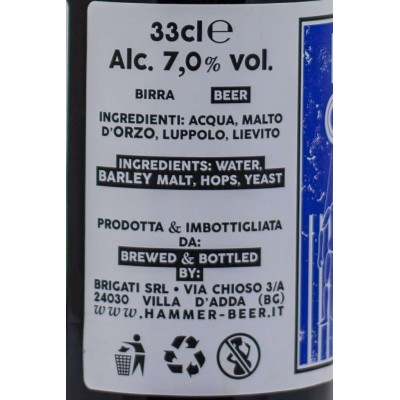 33cl℮
Alc. 7,0% vol.
BIRRA BEER
INGREDIENTI: ACQUA, MALTO
D'ORZO, LUPPOLO, LIEVITO
INGREDIENTS: WATER,
BARLEY MALT, HOPS, YEAST
PRODOTTA & IMBOTTIGLIATA
DA:
BREWED & BOTTLED
BY:
BRIGATI SRL • VIA CHIOSO 3/A
24030 VILLA D'ADDA (BG)
WWW.HAMMER-BEER.IT